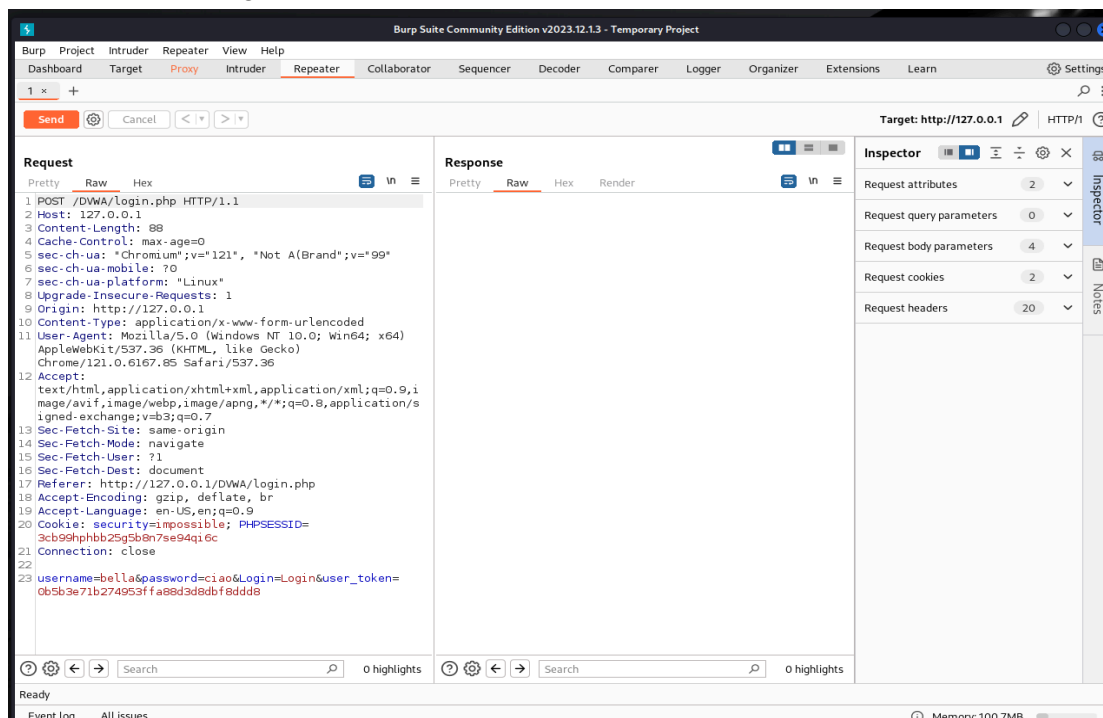 Burp Suite Community Edition v2023.12.1.3 - Temporary Project
Burp Project Intruder Repeater View Help
Dashboard Target Proxy Intruder Repeater Collaborator Sequencer Decoder Comparer Logger Organizer Extensions Learn Settings
1 × +
Send Cancel < > Target: http://127.0.0.1 HTTP/1
Request
Pretty Raw Hex \n
1 POST /DVWA/login.php HTTP/1.1
2 Host: 127.0.0.1
3 Content-Length: 88
4 Cache-Control: max-age=0
5 sec-ch-ua: "Chromium";v="121", "Not A(Brand";v="99"
6 sec-ch-ua-mobile: ?0
7 sec-ch-ua-platform: "Linux"
8 Upgrade-Insecure-Requests: 1
9 Origin: http://127.0.0.1
10 Content-Type: application/x-www-form-urlencoded
11 User-Agent: Mozilla/5.0 (Windows NT 10.0; Win64; x64)
AppleWebKit/537.36 (KHTML, like Gecko)
Chrome/121.0.6167.85 Safari/537.36
12 Accept:
text/html,application/xhtml+xml,application/xml;q=0.9,i
mage/avif,image/webp,image/apng,*/*;q=0.8,application/s
igned-exchange;v=b3;q=0.7
13 Sec-Fetch-Site: same-origin
14 Sec-Fetch-Mode: navigate
15 Sec-Fetch-User: ?1
16 Sec-Fetch-Dest: document
17 Referer: http://127.0.0.1/DVWA/login.php
18 Accept-Encoding: gzip, deflate, br
19 Accept-Language: en-US,en;q=0.9
20 Cookie: security=impossible; PHPSESSID=
3cb99hphbb25g5b8n7se94qi6c
21 Connection: close
22
23 username=bella&password=ciao&Login=Login&user_token=
0b5b3e71b274953ffa88d3d8dbf8ddd8
Search 0 highlights
Response
Pretty Raw Hex Render \n
Search 0 highlights
Inspector
Request attributes 2
Request query parameters 0
Request body parameters 4
Request cookies 2
Request headers 20
Inspector
Notes
Ready
Event log All issues Memory: 100.7MB